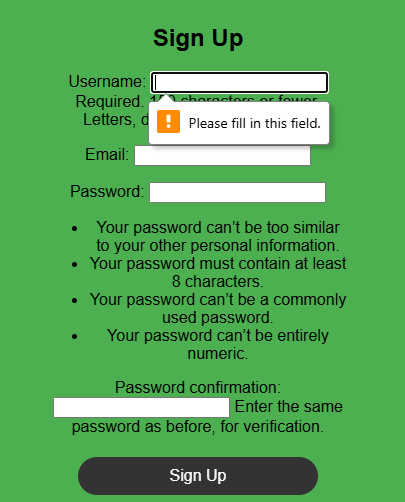 Sign Up
Username:
Required. characters or fewer.
Letters, d
Please fill in this field.
Email:
Password:
• Your password can’t be too similar
to your other personal information.
• Your password must contain at least
8 characters.
• Your password can’t be a commonly
used password.
• Your password can’t be entirely
numeric.
Password confirmation:
Enter the same
password as before, for verification.
Sign Up